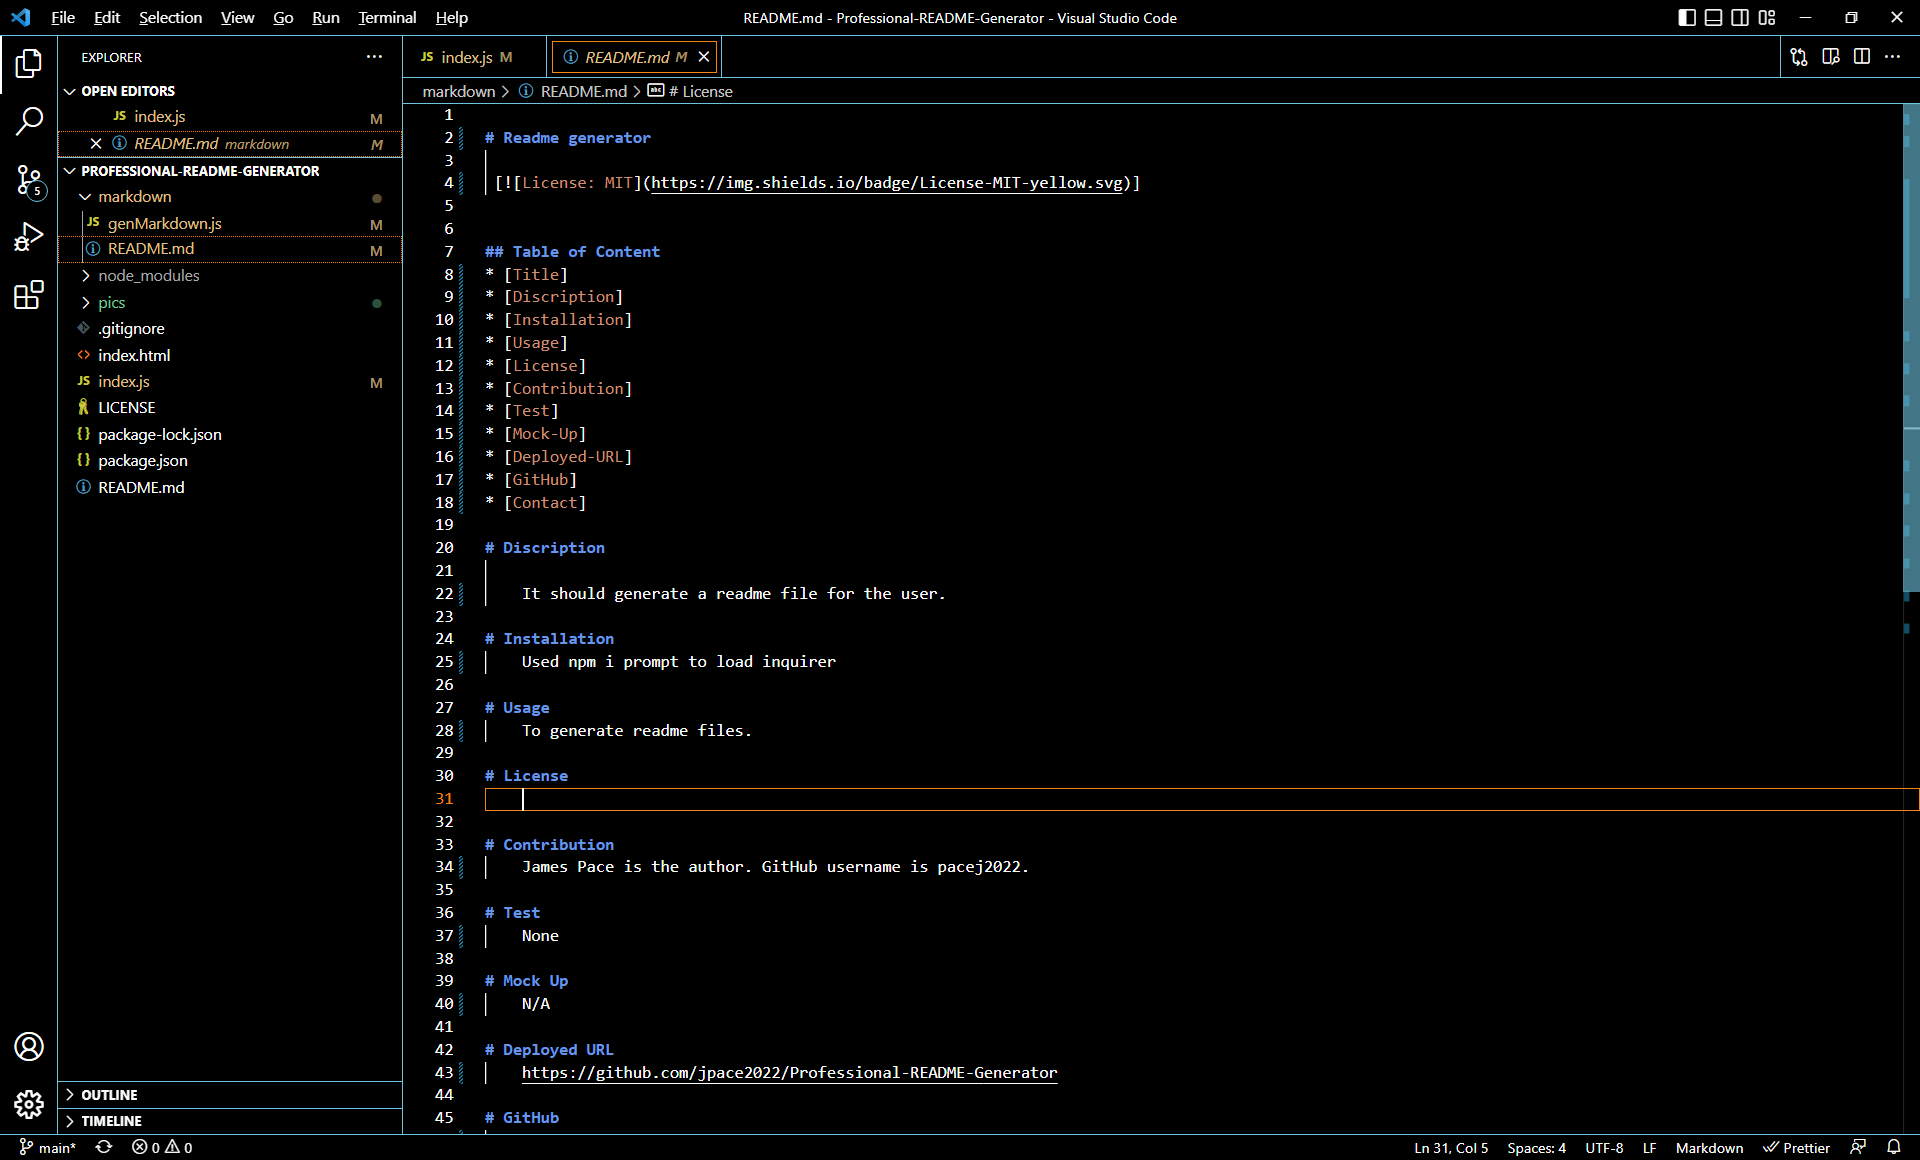 File Edit Selection View Go Run Terminal Help
README.md - Professional-README-Generator - Visual Studio Code
EXPLORER
OPEN EDITORS
JS index.js M
README.md markdown M
PROFESSIONAL-README-GENERATOR
markdown
JS genMarkdown.js M
README.md M
node_modules
pics
.gitignore
index.html
JS index.js M
LICENSE
{} package-lock.json
{} package.json
README.md
OUTLINE
TIMELINE
5
JS index.js M
README.md M
markdown > README.md > # License
1
2 # Readme generator
3
4 [![License: MIT](https://img.shields.io/badge/License-MIT-yellow.svg)]
5
6
7 ## Table of Content
8 * [Title]
9 * [Discription]
10 * [Installation]
11 * [Usage]
12 * [License]
13 * [Contribution]
14 * [Test]
15 * [Mock-Up]
16 * [Deployed-URL]
17 * [GitHub]
18 * [Contact]
19
20 # Discription
21
22 It should generate a readme file for the user.
23
24 # Installation
25 Used npm i prompt to load inquirer
26
27 # Usage
28 To generate readme files.
29
30 # License
31
32
33 # Contribution
34 James Pace is the author. GitHub username is pacej2022.
35
36 # Test
37 None
38
39 # Mock Up
40 N/A
41
42 # Deployed URL
43 https://github.com/jpace2022/Professional-README-Generator
44
45 # GitHub
main* 0 0
Ln 31, Col 5 Spaces: 4 UTF-8 LF Markdown Prettier